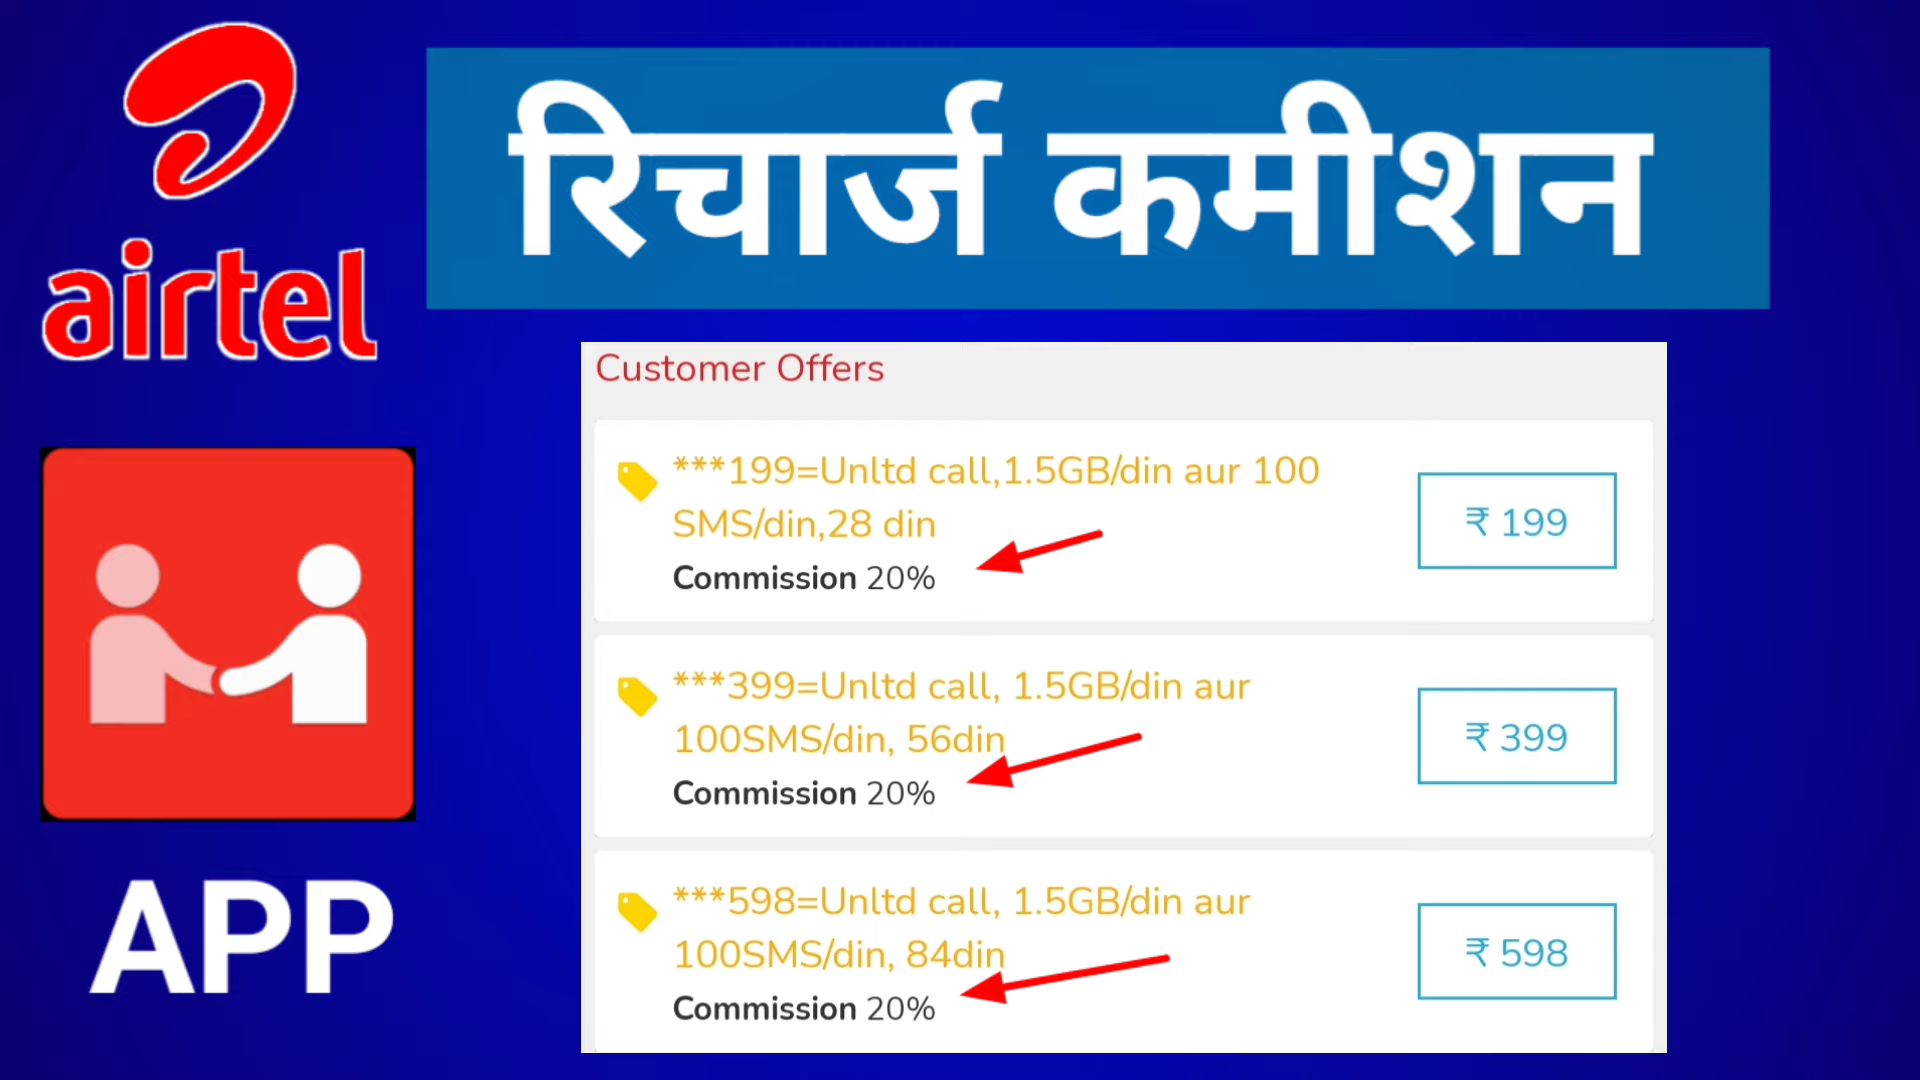 airtel
रिचार्ज कमीशन
Customer Offers
***199=Unltd call,1.5GB/din aur 100
SMS/din,28 din
Commission 20%
₹ 199
***399=Unltd call, 1.5GB/din aur
100SMS/din, 56din
Commission 20%
₹ 399
***598=Unltd call, 1.5GB/din aur
100SMS/din, 84din
Commission 20%
₹ 598
APP